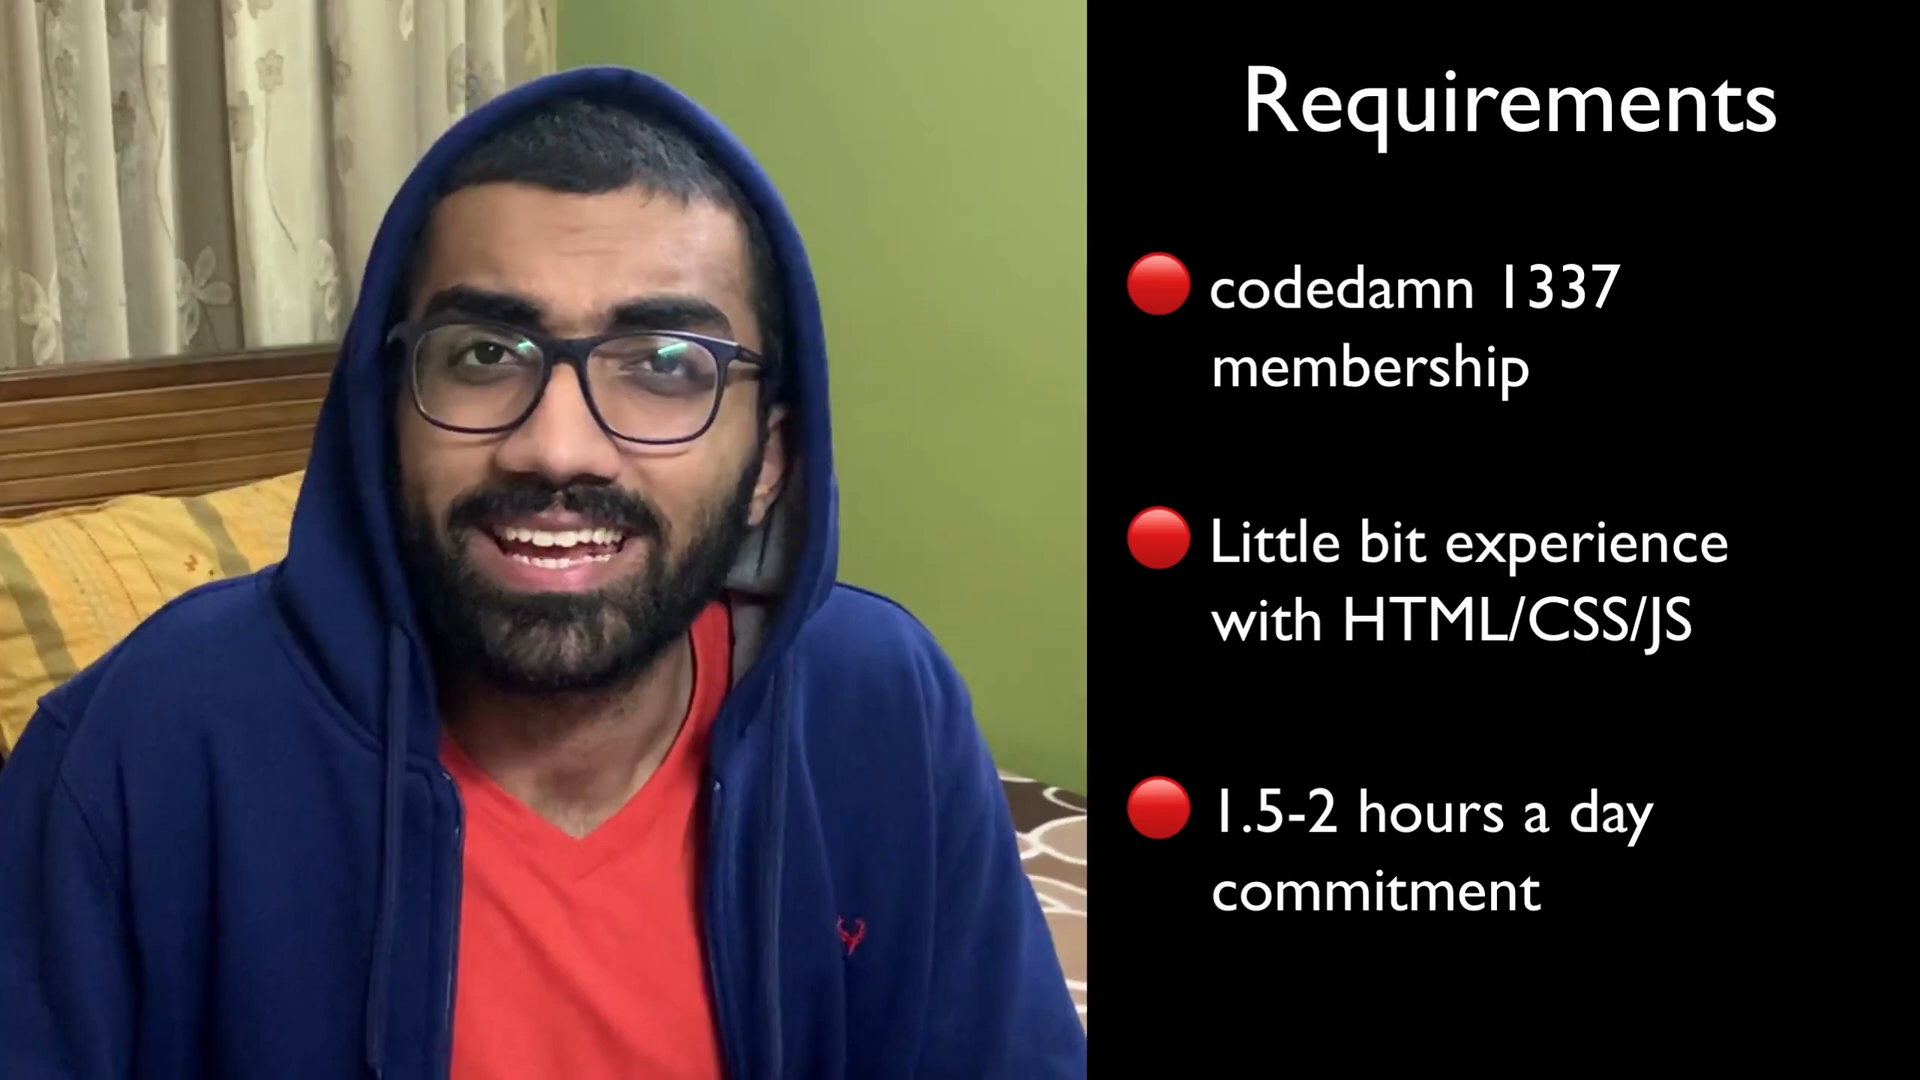 Requirements
codedamn 1337
membership
Little bit experience
with HTML/CSS/JS
1.5-2 hours a day
commitment